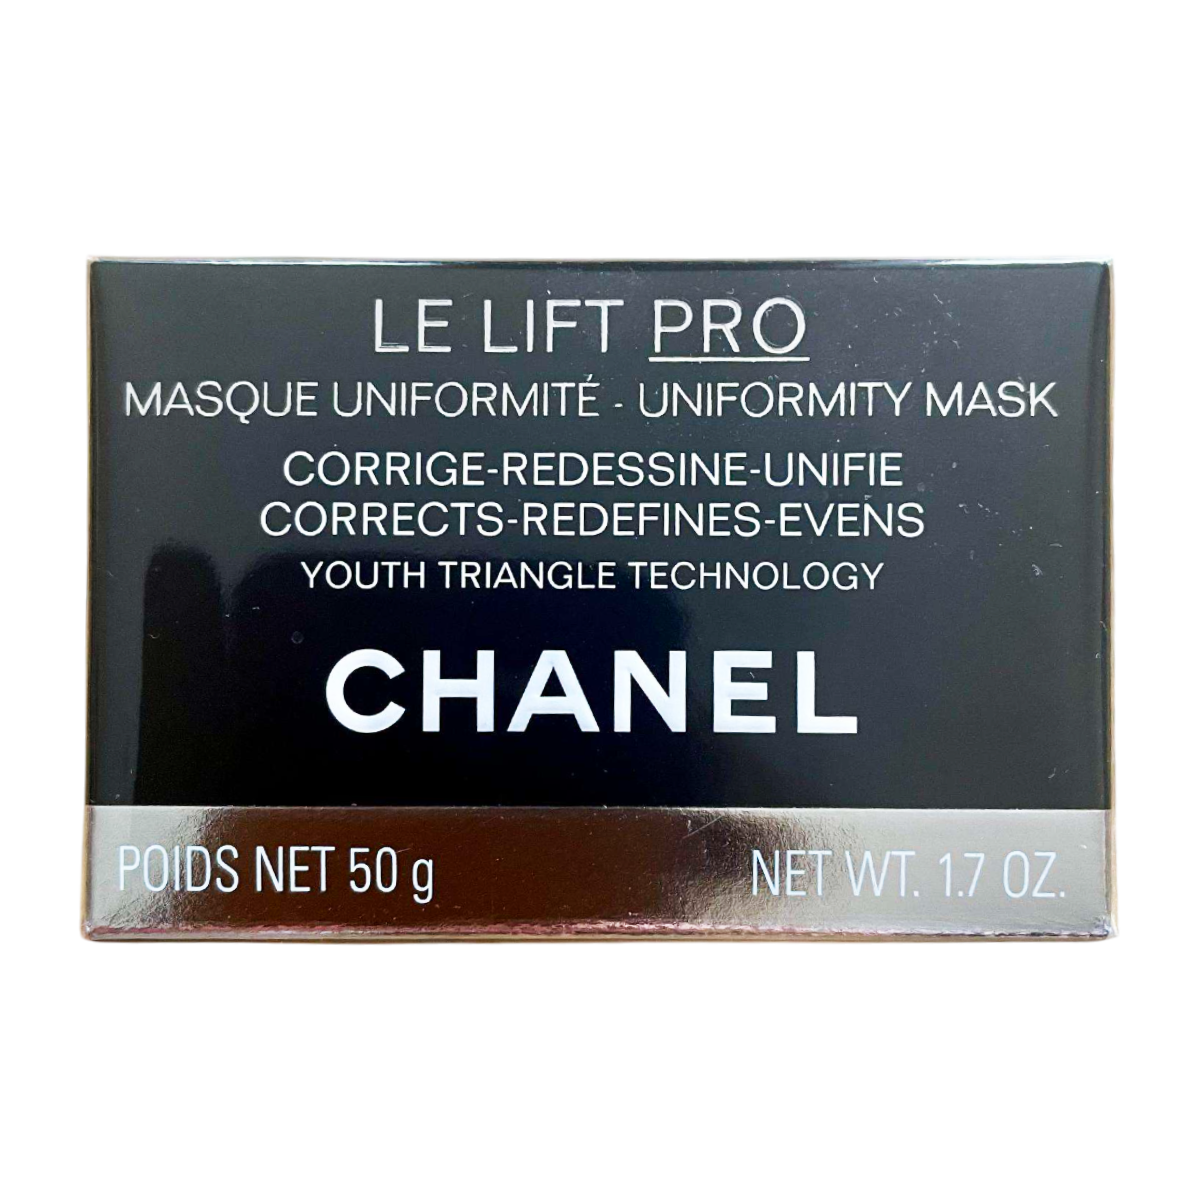 LE LIFT PRO
MASQUE UNIFORMITÉ - UNIFORMITY MASK
CORRIGE-REDESSINE-UNIFIE
CORRECTS-REDEFINES-EVENS
YOUTH TRIANGLE TECHNOLOGY
CHANEL
POIDS NET 50 g NET WT. 1.7 OZ.